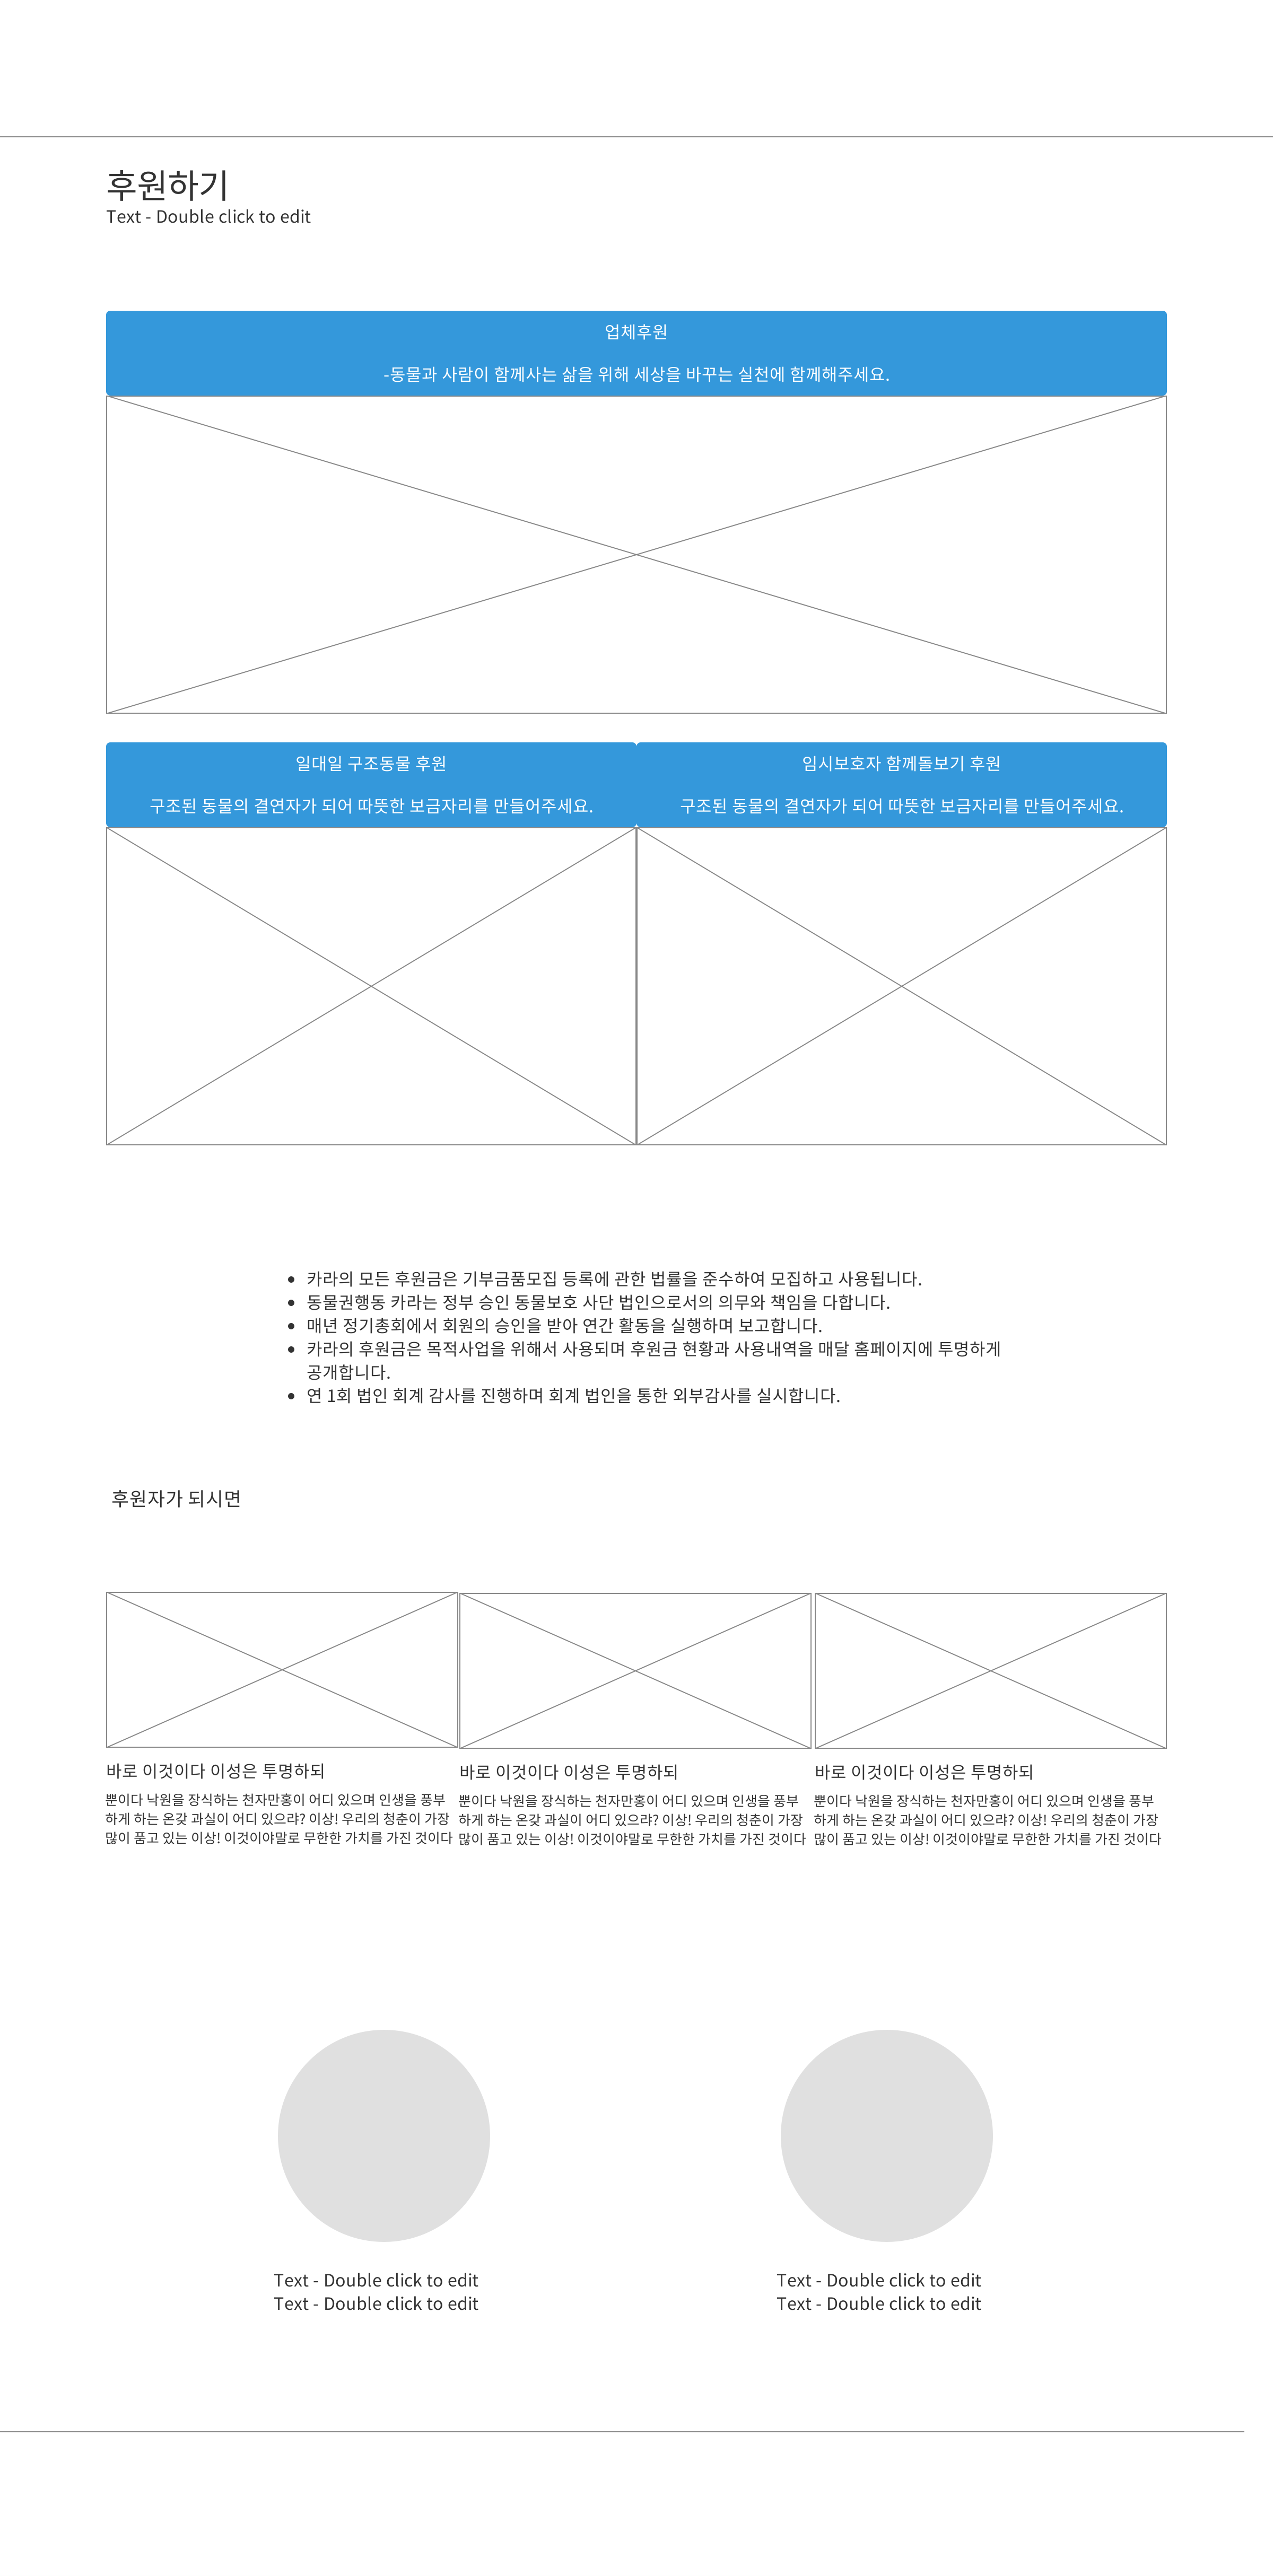 후원하기
Text - Double click to edit
업체후원
-동물과 사람이 함께사는 삶을 위해 세상을 바꾸는 실천에 함께해주세요.
일대일 구조동물 후원
구조된 동물의 결연자가 되어 따뜻한 보금자리를 만들어주세요.
임시보호자 함께돌보기 후원
구조된 동물의 결연자가 되어 따뜻한 보금자리를 만들어주세요.
• 카라의 모든 후원금은 기부금품모집 등록에 관한 법률을 준수하여 모집하고 사용됩니다.
• 동물권행동 카라는 정부 승인 동물보호 사단 법인으로서의 의무와 책임을 다합니다.
• 매년 정기총회에서 회원의 승인을 받아 연간 활동을 실행하며 보고합니다.
• 카라의 후원금은 목적사업을 위해서 사용되며 후원금 현황과 사용내역을 매달 홈페이지에 투명하게
공개합니다.
• 연 1회 법인 회계 감사를 진행하며 회계 법인을 통한 외부감사를 실시합니다.
후원자가 되시면
바로 이것이다 이성은 투명하되
뿐이다 낙원을 장식하는 천자만홍이 어디 있으며 인생을 풍부
하게 하는 온갖 과실이 어디 있으랴? 이상! 우리의 청춘이 가장
많이 품고 있는 이상! 이것이야말로 무한한 가치를 가진 것이다
바로 이것이다 이성은 투명하되
뿐이다 낙원을 장식하는 천자만홍이 어디 있으며 인생을 풍부
하게 하는 온갖 과실이 어디 있으랴? 이상! 우리의 청춘이 가장
많이 품고 있는 이상! 이것이야말로 무한한 가치를 가진 것이다
바로 이것이다 이성은 투명하되
뿐이다 낙원을 장식하는 천자만홍이 어디 있으며 인생을 풍부
하게 하는 온갖 과실이 어디 있으랴? 이상! 우리의 청춘이 가장
많이 품고 있는 이상! 이것이야말로 무한한 가치를 가진 것이다
Text - Double click to edit
Text - Double click to edit
Text - Double click to edit
Text - Double click to edit